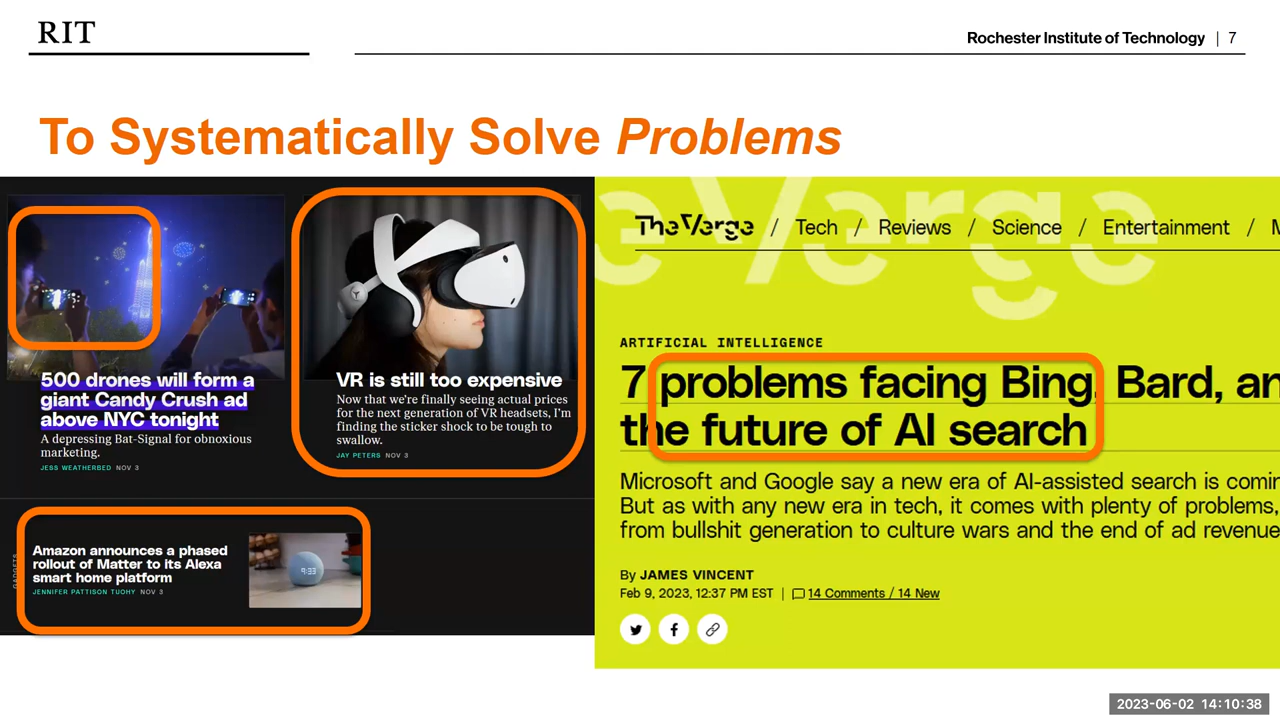 RIT
Rochester Institute of Technology | 7
To Systematically Solve Problems
500 drones will form a
giant Candy Crush ad
above NYC tonight
A depressing Bat-Signal for obnoxious
marketing.
JESS WEATHERBED NOV 3
VR is still too expensive
Now that we're finally seeing actual prices
for the next generation of VR headsets, I'm
finding the sticker shock to be tough to
swallow.
JAY PETERS NOV 3
GADGETS
Amazon announces a phased
rollout of Matter to its Alexa
smart home platform
JENNIFER PATTISON TUOHY NOV 3
9:33
e Verge
The Verge / Tech / Reviews / Science / Entertainment / M
ARTIFICIAL INTELLIGENCE
7 problems facing Bing, Bard, an
the future of AI search
Microsoft and Google say a new era of AI-assisted search is comin
But as with any new era in tech, it comes with plenty of problems,
from bullshit generation to culture wars and the end of ad revenue
By JAMES VINCENT
Feb 9, 2023, 12:37 PM EST | 14 Comments / 14 New
2023-06-02 14:10:38